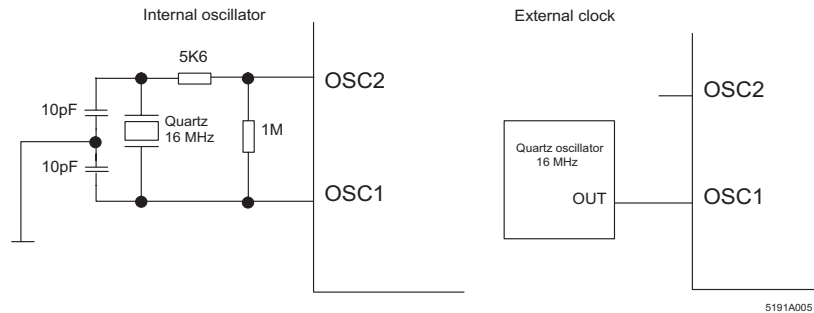 Internal oscillator
5K6
OSC2
10pF
Quartz
16 MHz
1M
10pF
OSC1
External clock
OSC2
Quartz oscillator
16 MHz
OUT
OSC1
5191A005